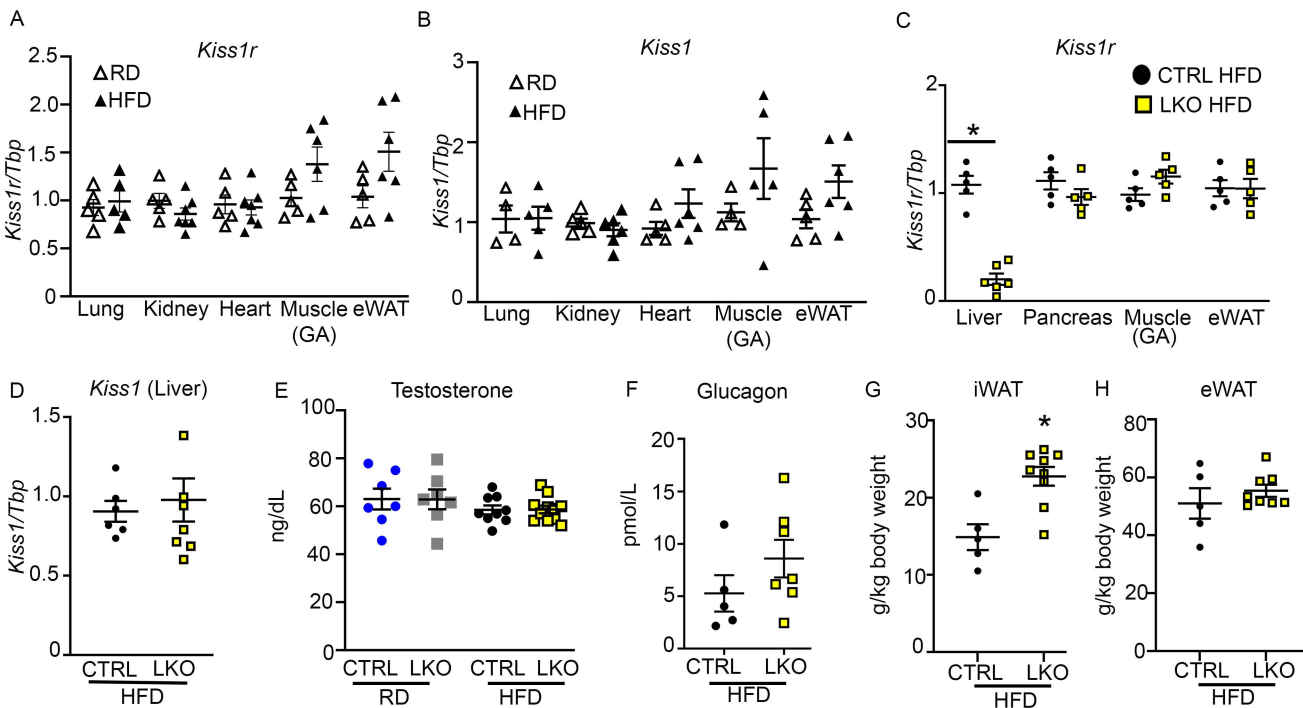 A
Kiss1r
2.5
2.0
1.5
1.0
0.5
0
Kiss1r/Tbp
RD
HFD
Lung Kidney Heart Muscle eWAT
(GA)
B
Kiss1
3
2
1
0
Kiss1/Tbp
RD
HFD
Lung Kidney Heart Muscle eWAT
(GA)
C
Kiss1r
CTRL HFD
LKO HFD
2
1
0
Kiss1r/Tbp
*
Liver Pancreas Muscle eWAT
(GA)
D
Kiss1 (Liver)
1.5
1.0
0.5
0
Kiss1/Tbp
CTRL LKO
HFD
E
Testosterone
100
80
60
40
20
0
ng/dL
CTRL LKO CTRL LKO
RD HFD
F
Glucagon
20
15
10
5
0
pmol/L
CTRL LKO
HFD
G
iWAT
30
20
10
0
g/kg body weight
*
CTRL LKO
HFD
H
eWAT
80
60
40
20
0
g/kg body weight
CTRL LKO
HFD